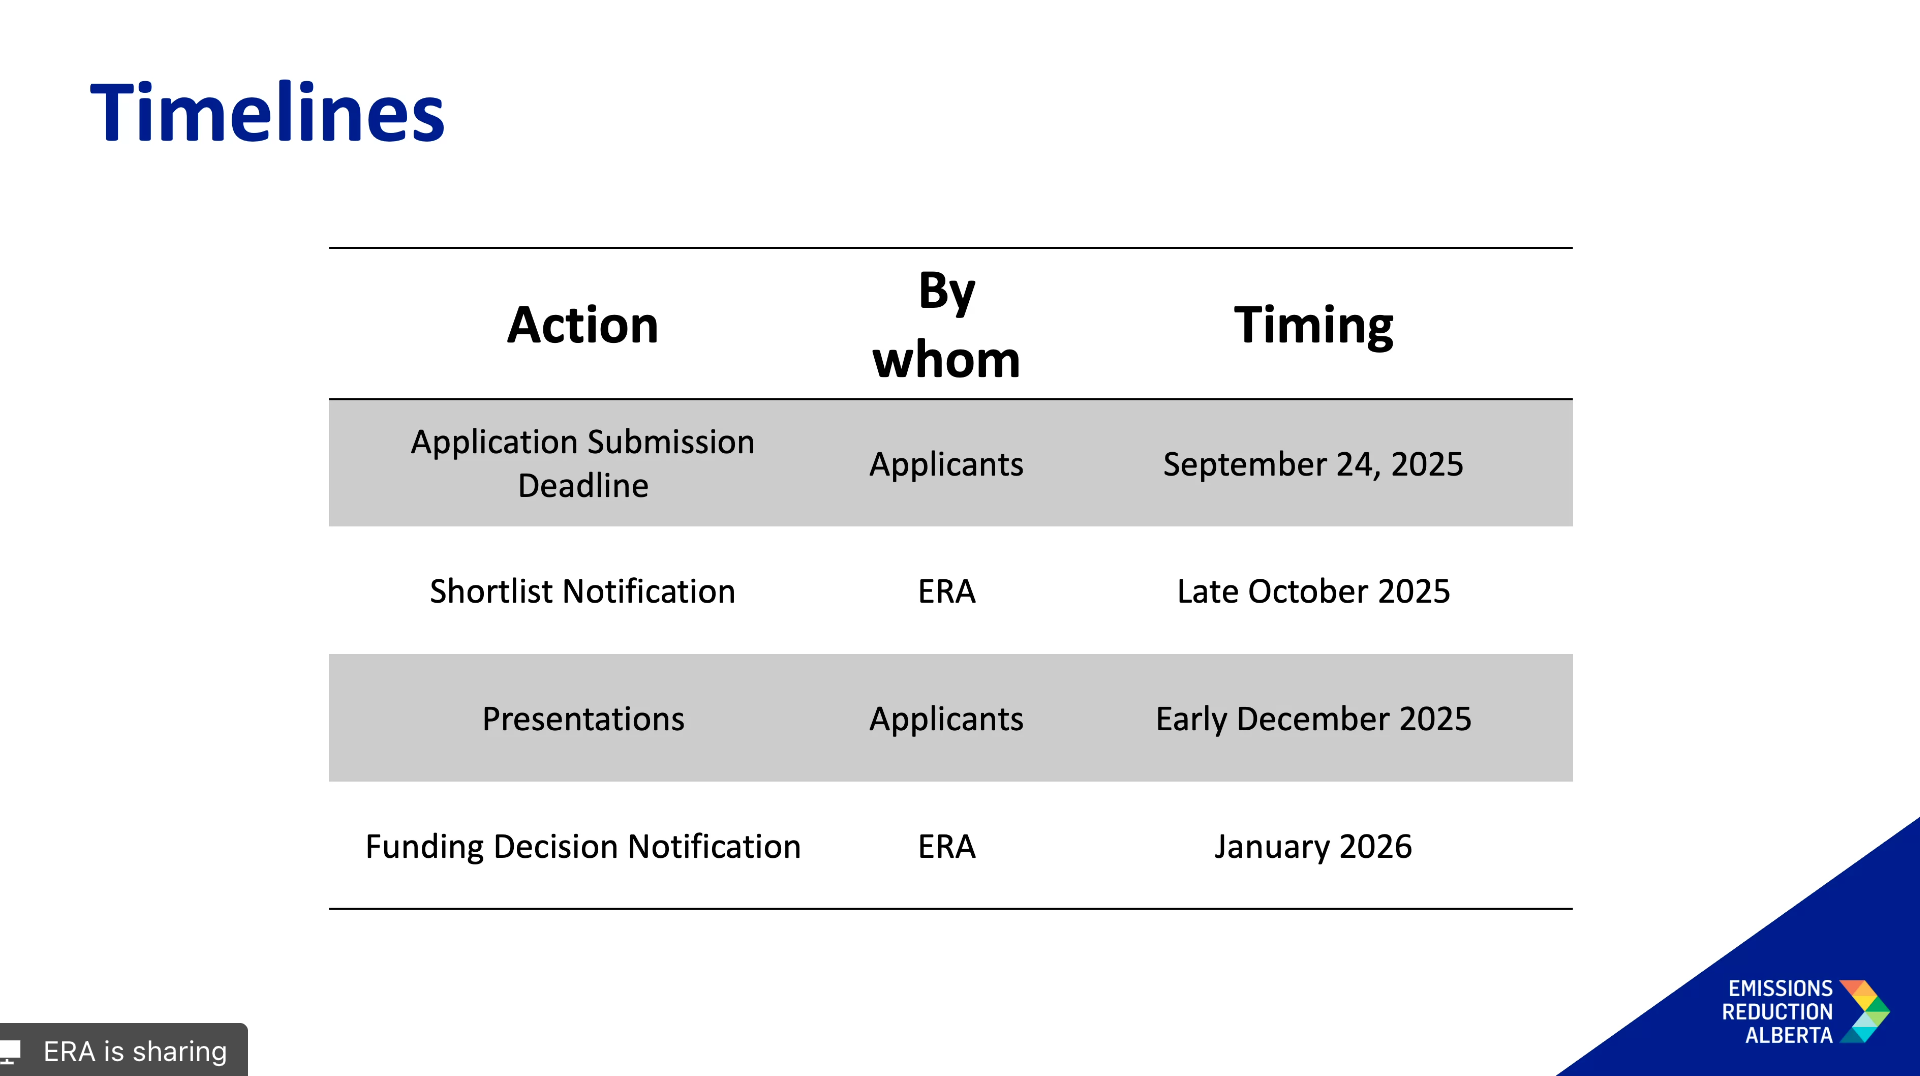 Timelines
Action
By
whom
Timing
Application Submission
Deadline
Applicants
September 24, 2025
Shortlist Notification
ERA
Late October 2025
Presentations
Applicants
Early December 2025
Funding Decision Notification
ERA
January 2026
EMISSIONS
REDUCTION
ALBERTA
ERA is sharing